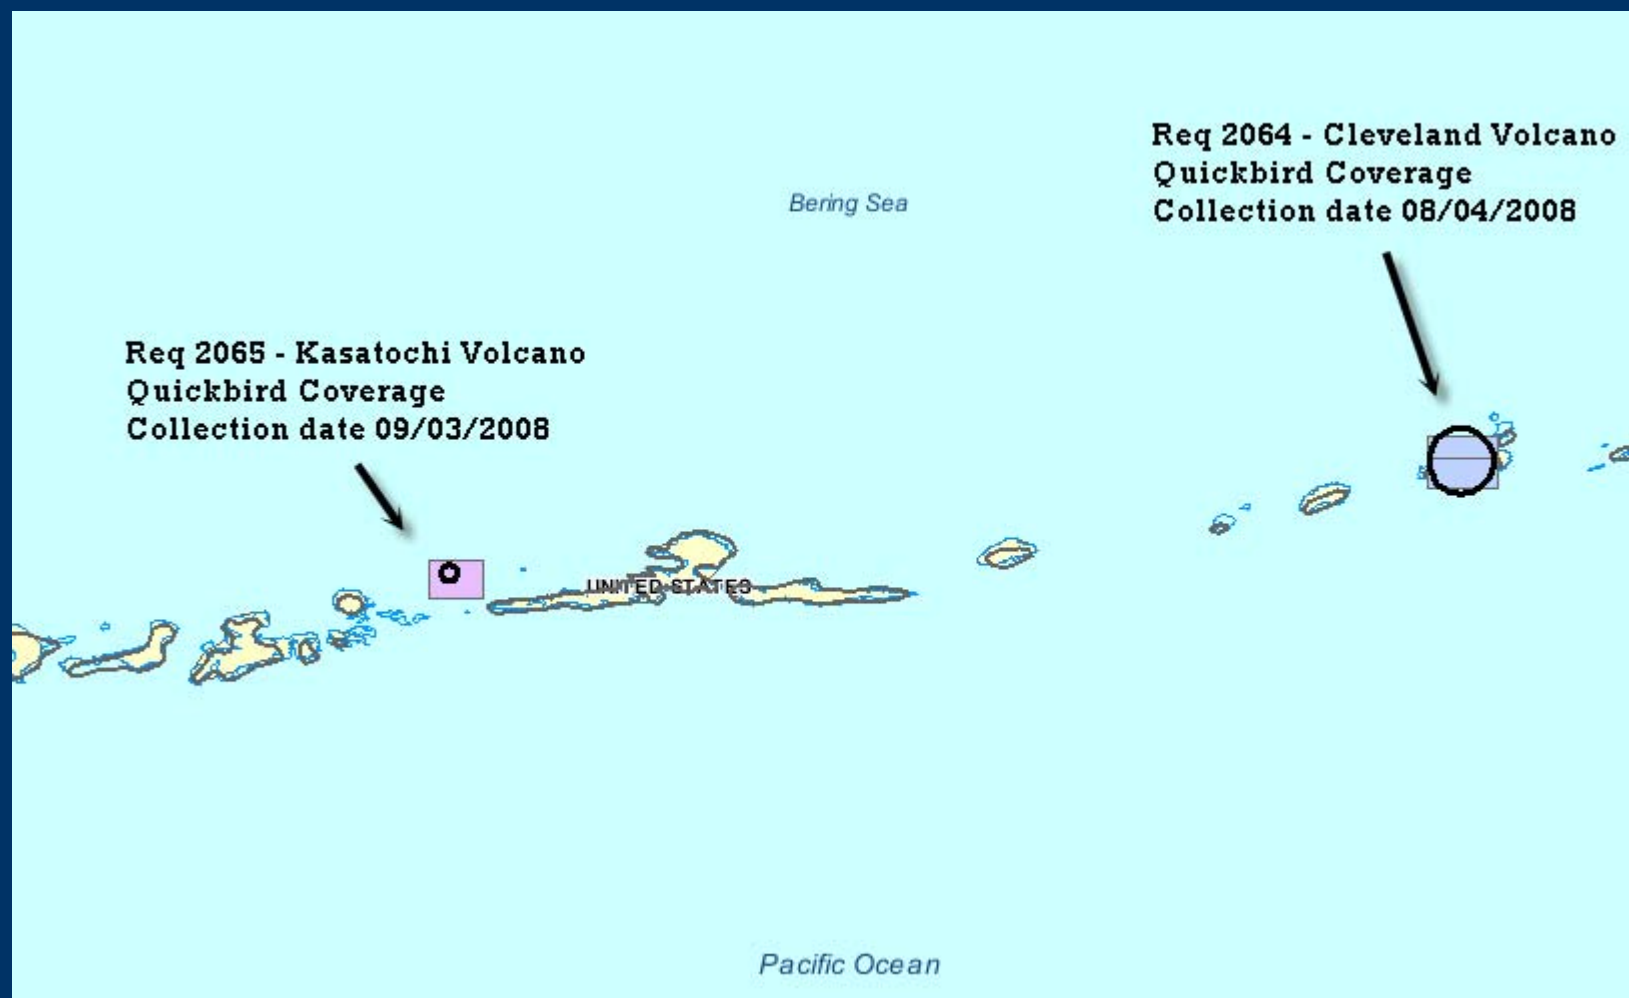 Req 2064 - Cleveland Volcano
Quickbird Coverage
Collection date 08/04/2008
Bering Sea
Req 2065 - Kasatochi Volcano
Quickbird Coverage
Collection date 09/03/2008
UNITED STATES
Pacific Ocean